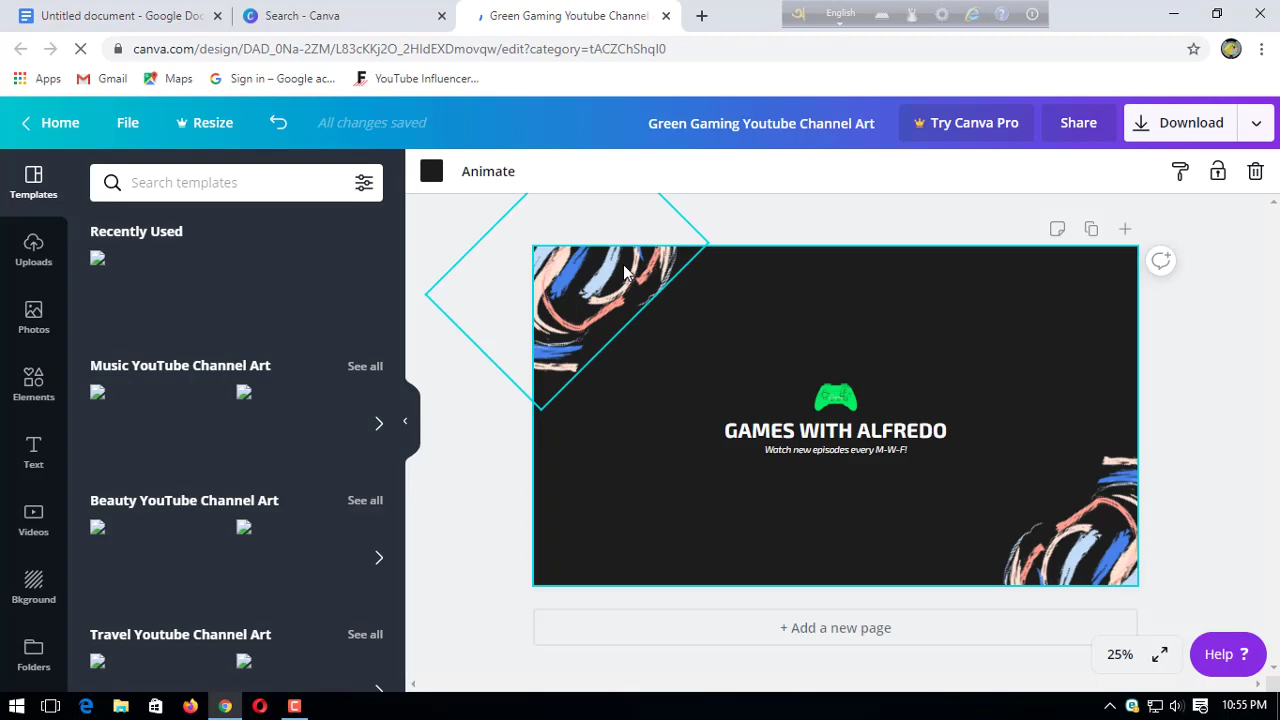 Untitled document - Google Doc
Search - Canva
Green Gaming Youtube Channel
English
canva.com/design/DAD_0Na-2ZM/L83cKKj2O_2HIdEXDmovqw/edit?category=tACZChShqI0
Apps
Gmail
Maps
Sign in – Google ac...
YouTube Influencer...
Home
File
Resize
All changes saved
Green Gaming Youtube Channel Art
Try Canva Pro
Share
Download
Templates
Search templates
Animate
Recently Used
Uploads
Photos
Music YouTube Channel Art
See all
Elements
GAMES WITH ALFREDO
Watch new episodes every M-W-F!
Text
Beauty YouTube Channel Art
See all
Videos
Bkground
Travel Youtube Channel Art
See all
+ Add a new page
Folders
25%
Help ?
10:55 PM